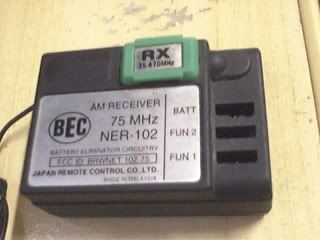 RX
75.470MHz
AM RECEIVER
BEC
75 MHz
NER-102
BATTERY ELIMINATOR CIRCUITRY
FCC ID: BRWNET 102 75
JAPAN REMOTE CONTROL CO.,LTD.
MADE IN MALAYSIA
BATT
FUN 2
FUN 1